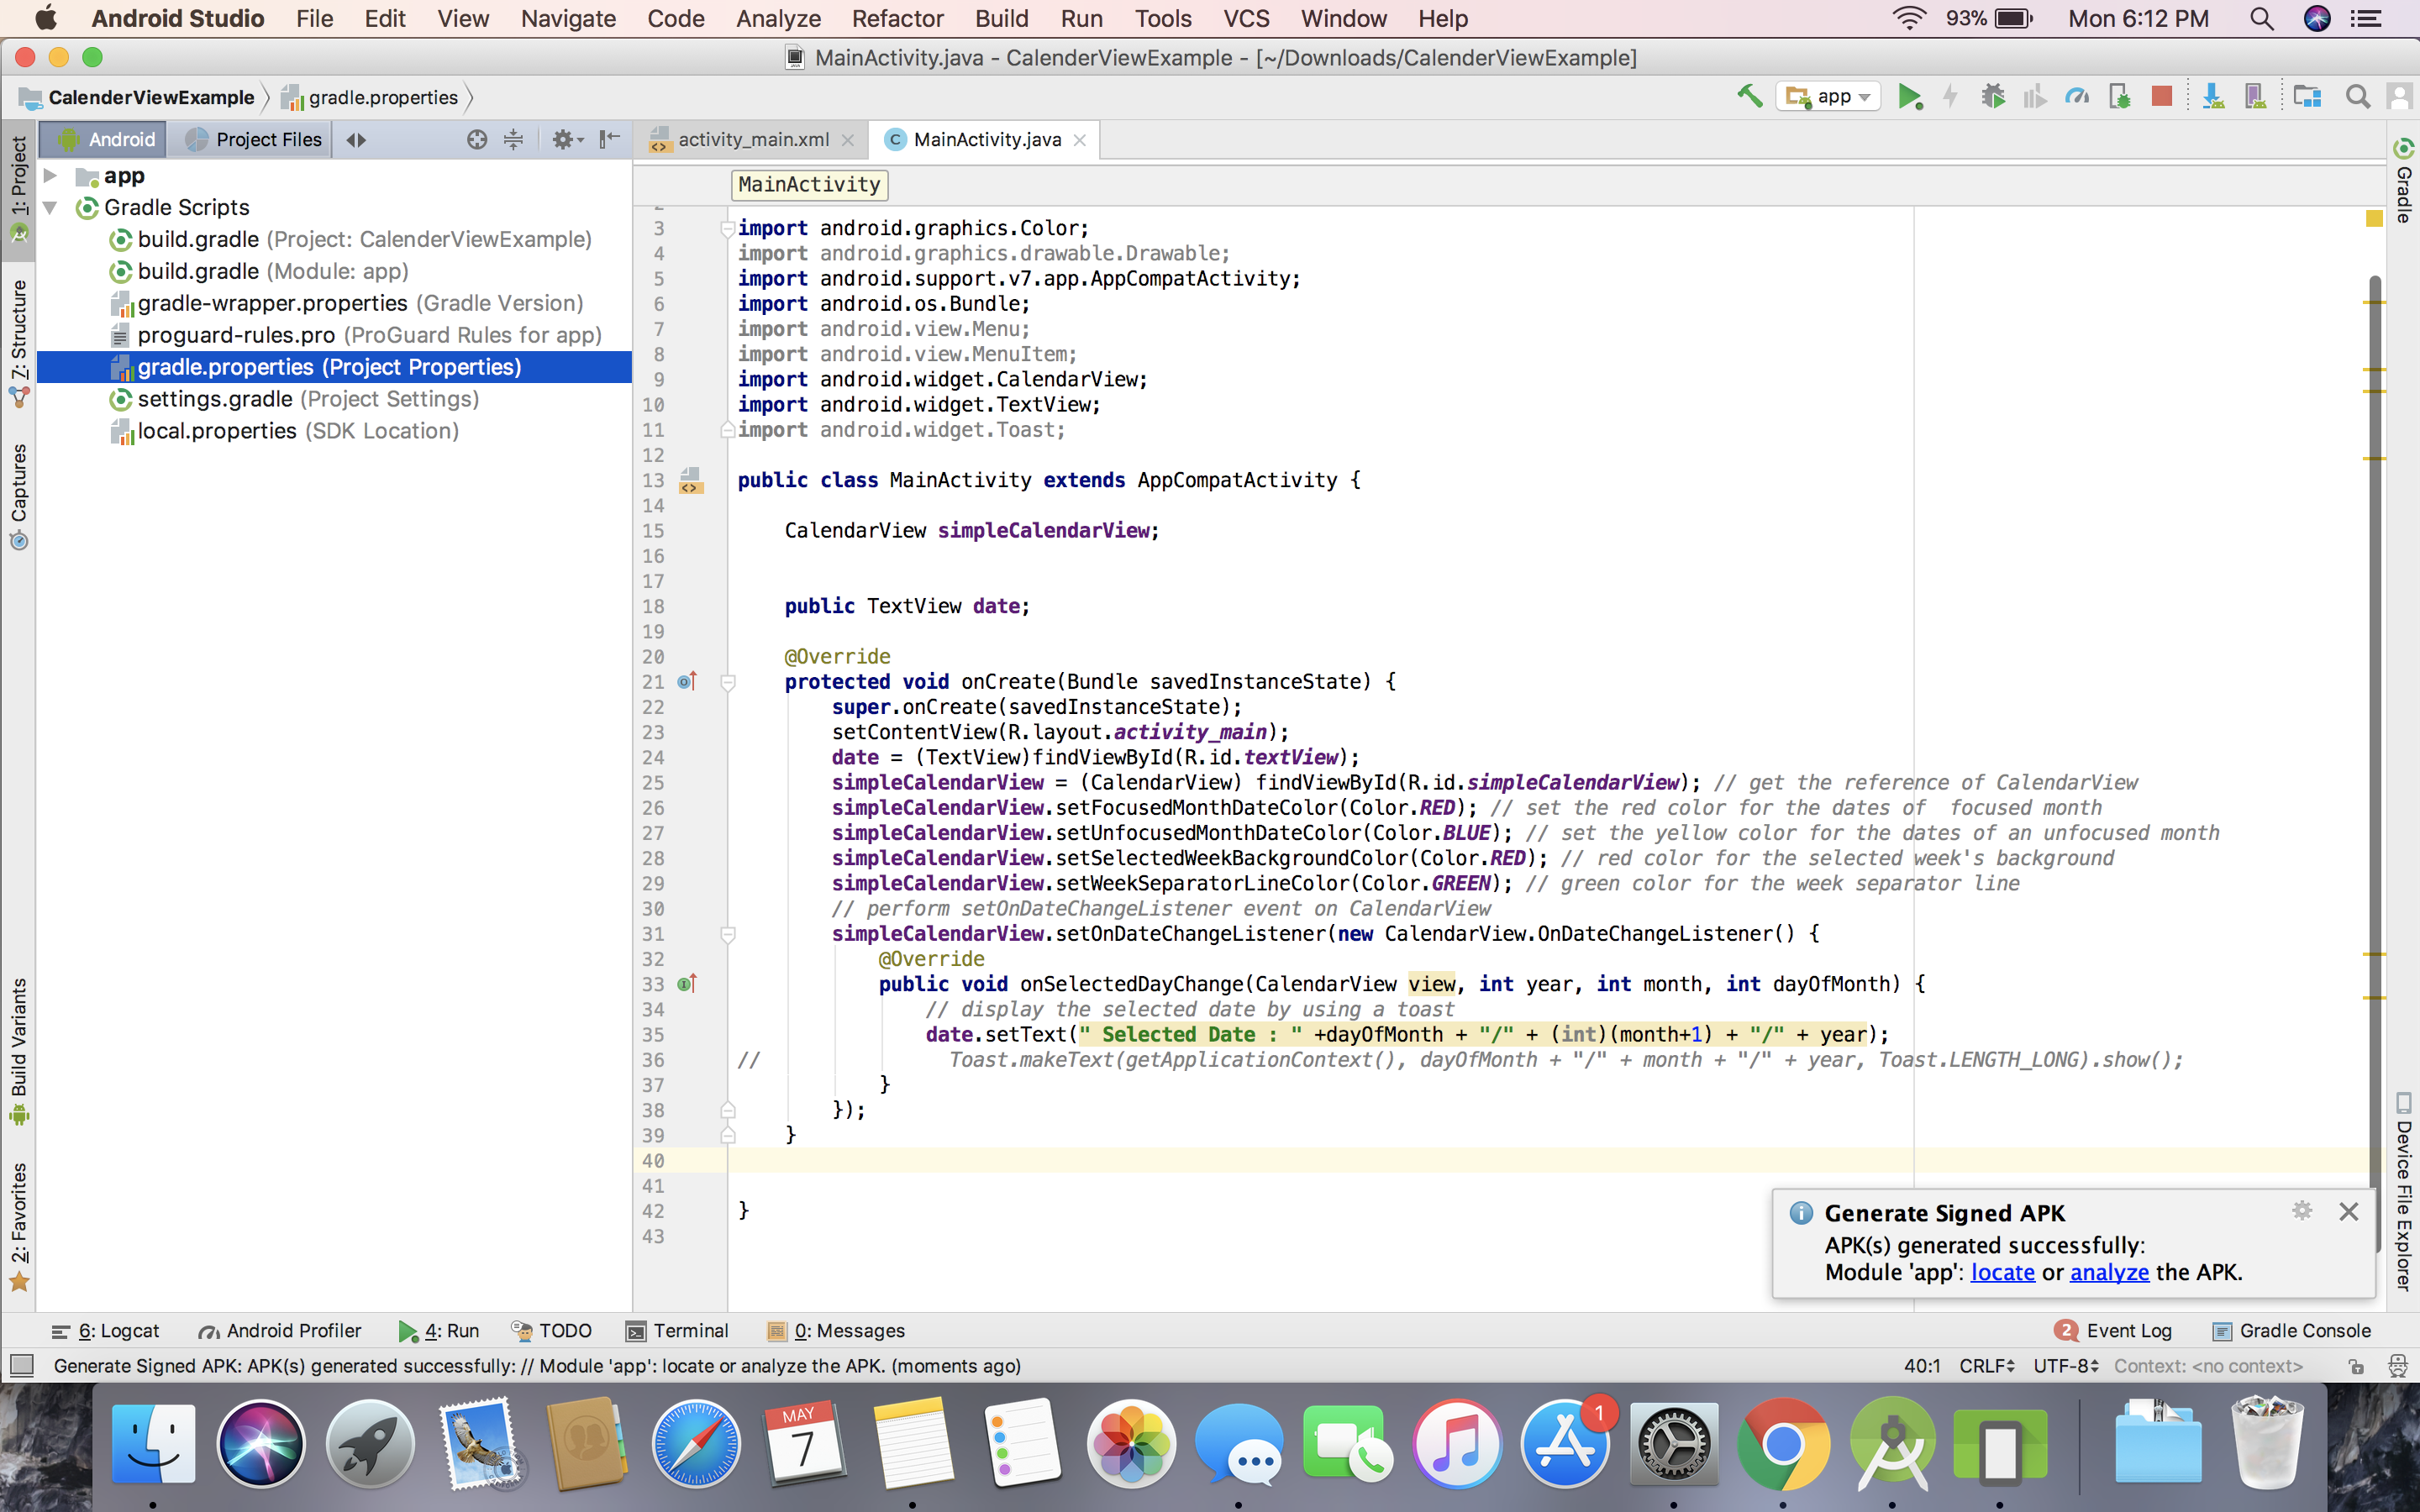 Android Studio File Edit View Navigate Code Analyze Refactor Build Run Tools VCS Window Help 93% Mon 6:12 PM
MainActivity.java - CalenderViewExample - [~/Downloads/CalenderViewExample]
CalenderViewExample gradle.properties app
Android Project Files activity_main.xml MainActivity.java
MainActivity
1: Project
7: Structure
Captures
Build Variants
2: Favorites
app
Gradle Scripts
build.gradle (Project: CalenderViewExample)
build.gradle (Module: app)
gradle-wrapper.properties (Gradle Version)
proguard-rules.pro (ProGuard Rules for app)
gradle.properties (Project Properties)
settings.gradle (Project Settings)
local.properties (SDK Location)
3 import android.graphics.Color;
4 import android.graphics.drawable.Drawable;
5 import android.support.v7.app.AppCompatActivity;
6 import android.os.Bundle;
7 import android.view.Menu;
8 import android.view.MenuItem;
9 import android.widget.CalendarView;
10 import android.widget.TextView;
11 import android.widget.Toast;
12
13 public class MainActivity extends AppCompatActivity {
14
15 CalendarView simpleCalendarView;
16
17
18 public TextView date;
19
20 @Override
21 protected void onCreate(Bundle savedInstanceState) {
22 super.onCreate(savedInstanceState);
23 setContentView(R.layout.activity_main);
24 date = (TextView)findViewById(R.id.textView);
25 simpleCalendarView = (CalendarView) findViewById(R.id.simpleCalendarView); // get the reference of CalendarView
26 simpleCalendarView.setFocusedMonthDateColor(Color.RED); // set the red color for the dates of  focused month
27 simpleCalendarView.setUnfocusedMonthDateColor(Color.BLUE); // set the yellow color for the dates of an unfocused month
28 simpleCalendarView.setSelectedWeekBackgroundColor(Color.RED); // red color for the selected week's background
29 simpleCalendarView.setWeekSeparatorLineColor(Color.GREEN); // green color for the week separator line
30 // perform setOnDateChangeListener event on CalendarView
31 simpleCalendarView.setOnDateChangeListener(new CalendarView.OnDateChangeListener() {
32 @Override
33 public void onSelectedDayChange(CalendarView view, int year, int month, int dayOfMonth) {
34 // display the selected date by using a toast
35 date.setText(" Selected Date : " +dayOfMonth + "/" + (int)(month+1) + "/" + year);
36 // Toast.makeText(getApplicationContext(), dayOfMonth + "/" + month + "/" + year, Toast.LENGTH_LONG).show();
37 }
38 });
39 }
40
41
42 }
43
Gradle
Device File Explorer
Generate Signed APK
APK(s) generated successfully:
Module 'app': locate or analyze the APK.
6: Logcat Android Profiler 4: Run TODO Terminal 0: Messages 2 Event Log Gradle Console
Generate Signed APK: APK(s) generated successfully: // Module 'app': locate or analyze the APK. (moments ago) 40:1 CRLF UTF-8 Context: <no context>
MAY
7
1